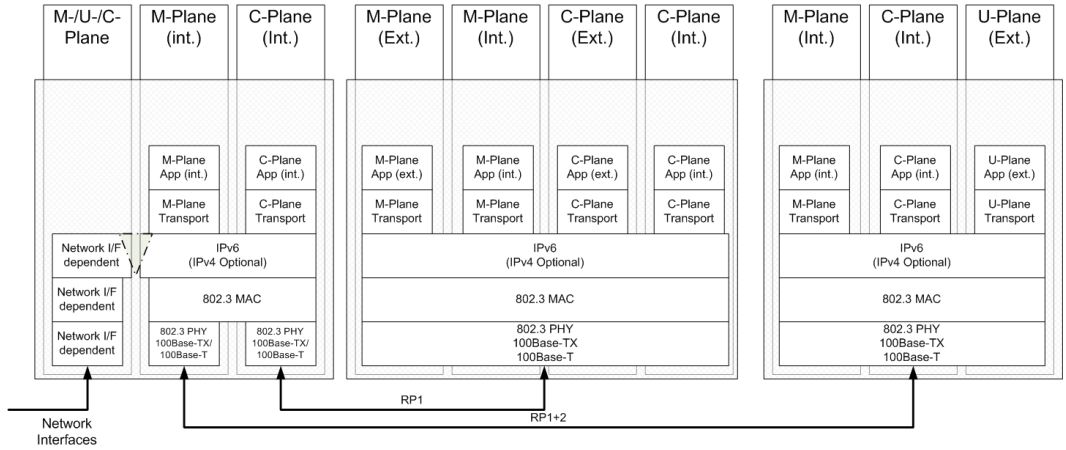 M-/U-/C-
Plane
M-Plane
(int.)
C-Plane
(Int.)
M-Plane
(Ext.)
M-Plane
(Int.)
C-Plane
(Ext.)
C-Plane
(Int.)
M-Plane
(Int.)
C-Plane
(Int.)
U-Plane
(Ext.)
M-Plane
App (int.)
C-Plane
App (int.)
M-Plane
App (ext.)
M-Plane
App (int.)
C-Plane
App (ext.)
C-Plane
App (int.)
M-Plane
App (int.)
C-Plane
App (int.)
U-Plane
App (ext.)
M-Plane
Transport
C-Plane
Transport
M-Plane
Transport
M-Plane
Transport
C-Plane
Transport
C-Plane
Transport
M-Plane
Transport
C-Plane
Transport
U-Plane
Transport
Network I/F
dependent
IPv6
(IPv4 Optional)
IPv6
(IPv4 Optional)
IPv6
(IPv4 Optional)
Network I/F
dependent
802.3 MAC
802.3 MAC
802.3 MAC
Network I/F
dependent
802.3 PHY
100Base-TX/
100Base-T
802.3 PHY
100Base-TX/
100Base-T
802.3 PHY
100Base-TX
100Base-T
802.3 PHY
100Base-TX
100Base-T
RP1
RP1+2
Network
Interfaces